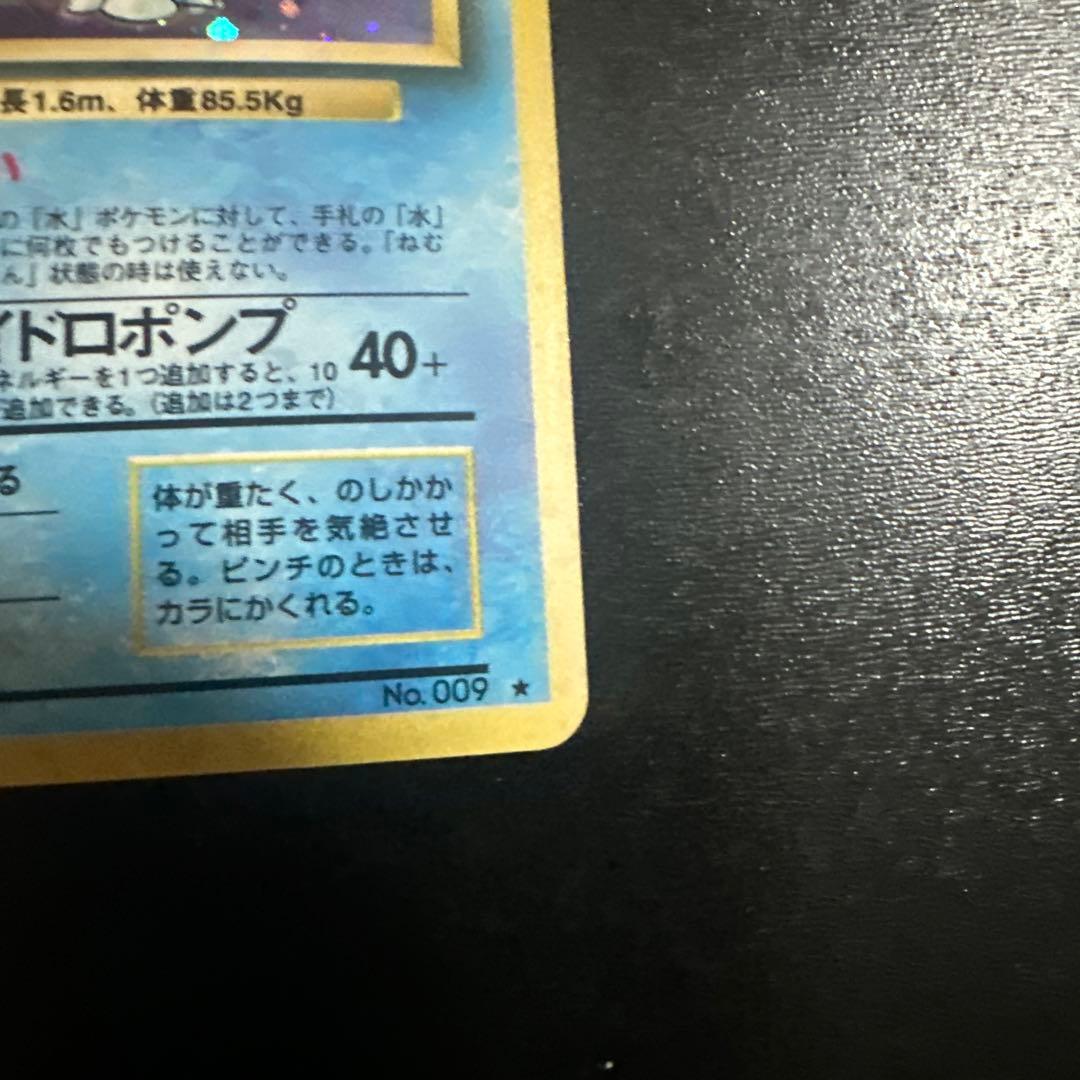 長1.6m、体重85.5Kg
の「水」ポケモンに対して、手札の「水」
に何枚でもつけることができる。「ねむ
ん」状態の時は使えない。
イドロポンプ 40+
ネルギーを1つ追加すると、10
追加できる。(追加は2つまで)
る
体が重たく、のしかか
って相手を気絶させ
る。ピンチのときは、
カラにかくれる。
No.009 ★